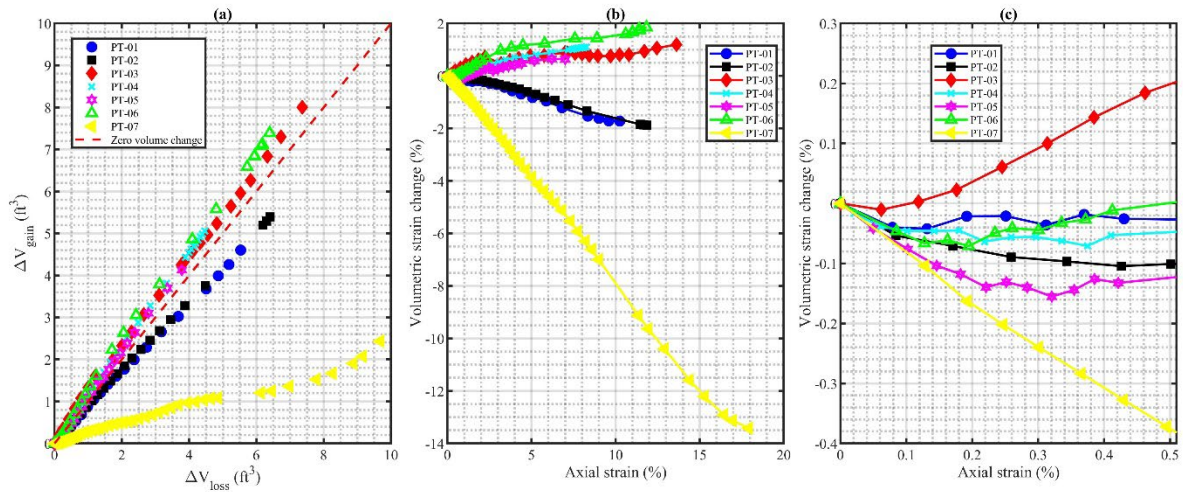 (a)
10
9
8
7
6
5
4
3
2
1
0
0 2 4 6 8 10
ΔV_gain (ft³)
ΔV_loss (ft³)
PT-01
PT-02
PT-03
PT-04
PT-05
PT-06
PT-07
Zero volume change
(b)
2
0
-2
-4
-6
-8
-10
-12
-14
0 5 10 15 20
Volumetric strain change (%)
Axial strain (%)
PT-01
PT-02
PT-03
PT-04
PT-05
PT-06
PT-07
(c)
0.3
0.2
0.1
0
-0.1
-0.2
-0.3
-0.4
0 0.1 0.2 0.3 0.4 0.5
Volumetric strain change (%)
Axial strain (%)
PT-01
PT-02
PT-03
PT-04
PT-05
PT-06
PT-07